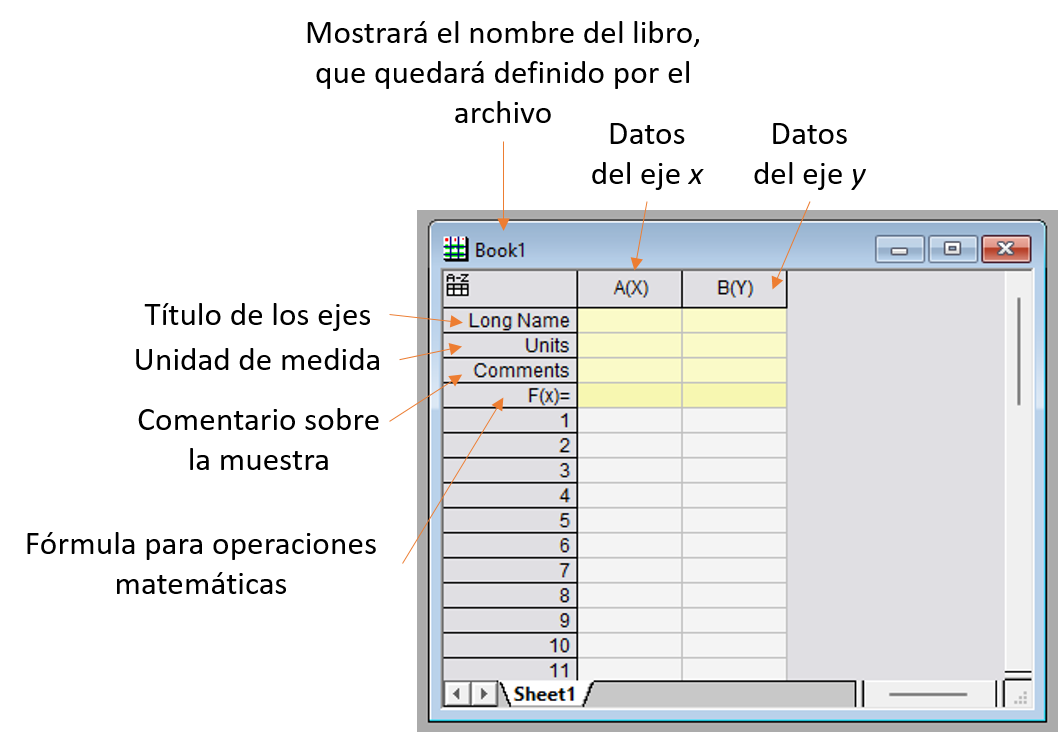 Mostrará el nombre del libro,
que quedará definido por el
archivo
Datos
del eje x
Datos
del eje y
Book1
A-Z
A(X)
B(Y)
Título de los ejes
Long Name
Unidad de medida
Units
Comentario sobre
la muestra
Comments
Fórmula para operaciones
matemáticas
F(x)=
1
2
3
4
5
6
7
8
9
10
11
Sheet1